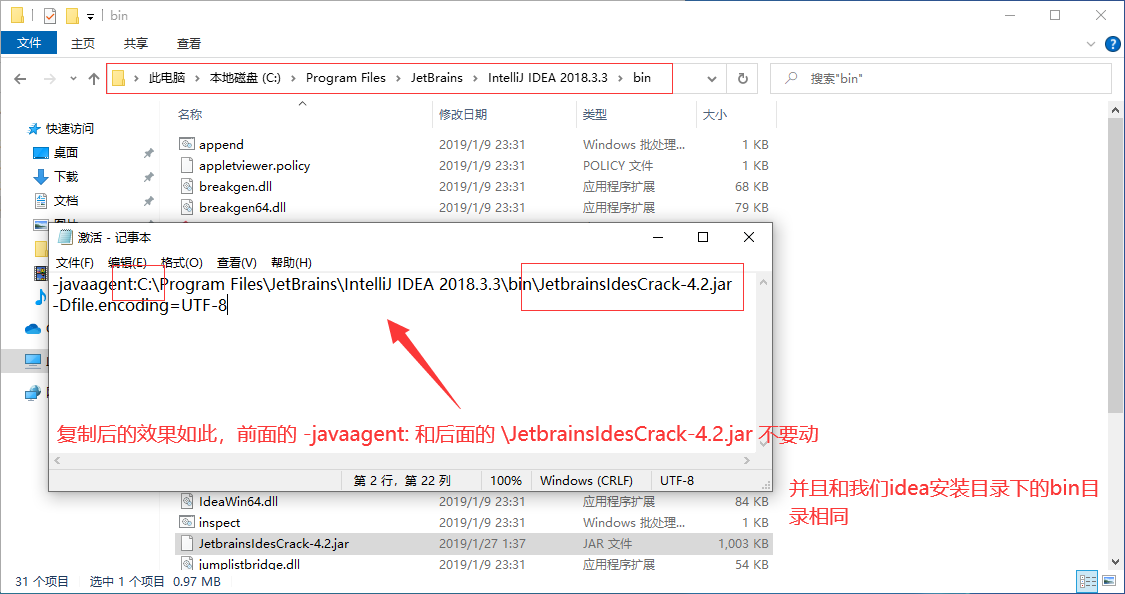 bin
文件 主页 共享 查看
此电脑 本地磁盘 (C:) Program Files JetBrains IntelliJ IDEA 2018.3.3 bin 搜索"bin"
名称 修改日期 类型 大小
快速访问
桌面
下载
文档
append 2019/1/9 23:31 Windows 批处理... 1 KB
appletviewer.policy 2019/1/9 23:31 POLICY 文件 1 KB
breakgen.dll 2019/1/9 23:31 应用程序扩展 68 KB
breakgen64.dll 2019/1/9 23:31 应用程序扩展 79 KB
激活 - 记事本
文件(F) 编辑(E) 格式(O) 查看(V) 帮助(H)
-javaagent:C:\Program Files\JetBrains\IntelliJ IDEA 2018.3.3\bin\JetbrainsIdesCrack-4.2.jar
-Dfile.encoding=UTF-8
复制后的效果如此，前面的 -javaagent: 和后面的 \JetbrainsIdesCrack-4.2.jar 不要动
第 2 行，第 22 列 100% Windows (CRLF) UTF-8
并且和我们idea安装目录下的bin目
录相同
IdeaWin64.dll 2019/1/9 23:31 应用程序扩展 84 KB
inspect 2019/1/9 23:31 Windows 批处理... 1 KB
JetbrainsIdesCrack-4.2.jar 2019/1/27 1:37 JAR 文件 1,003 KB
jumplistbridge.dll 2019/1/9 23:31 应用程序扩展 54 KB
31 个项目 选中 1 个项目 0.97 MB